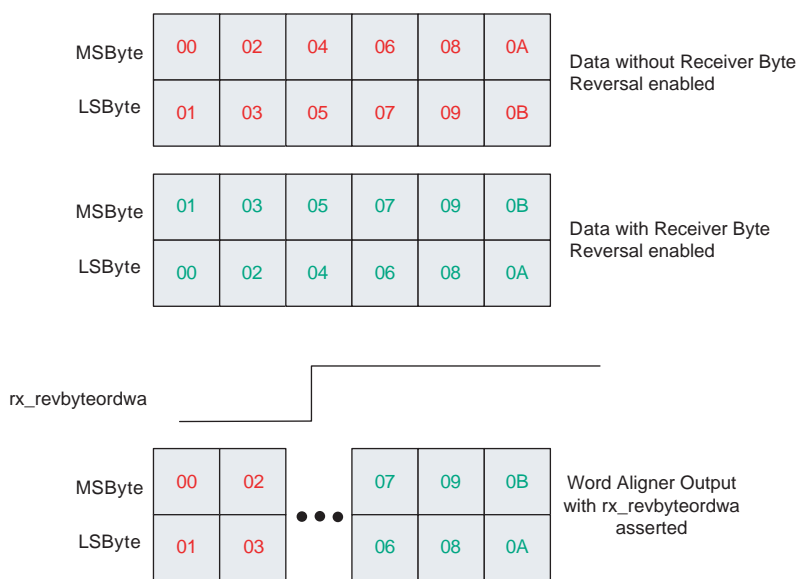 MSByte 00 02 04 06 08 0A
LSByte 01 03 05 07 09 0B
Data without Receiver Byte
Reversal enabled
MSByte 01 03 05 07 09 0B
LSByte 00 02 04 06 08 0A
Data with Receiver Byte
Reversal enabled
rx_revbyteordwa
MSByte 00 02 07 09 0B
LSByte 01 03 06 08 0A
Word Aligner Output
with rx_revbyteordwa
asserted